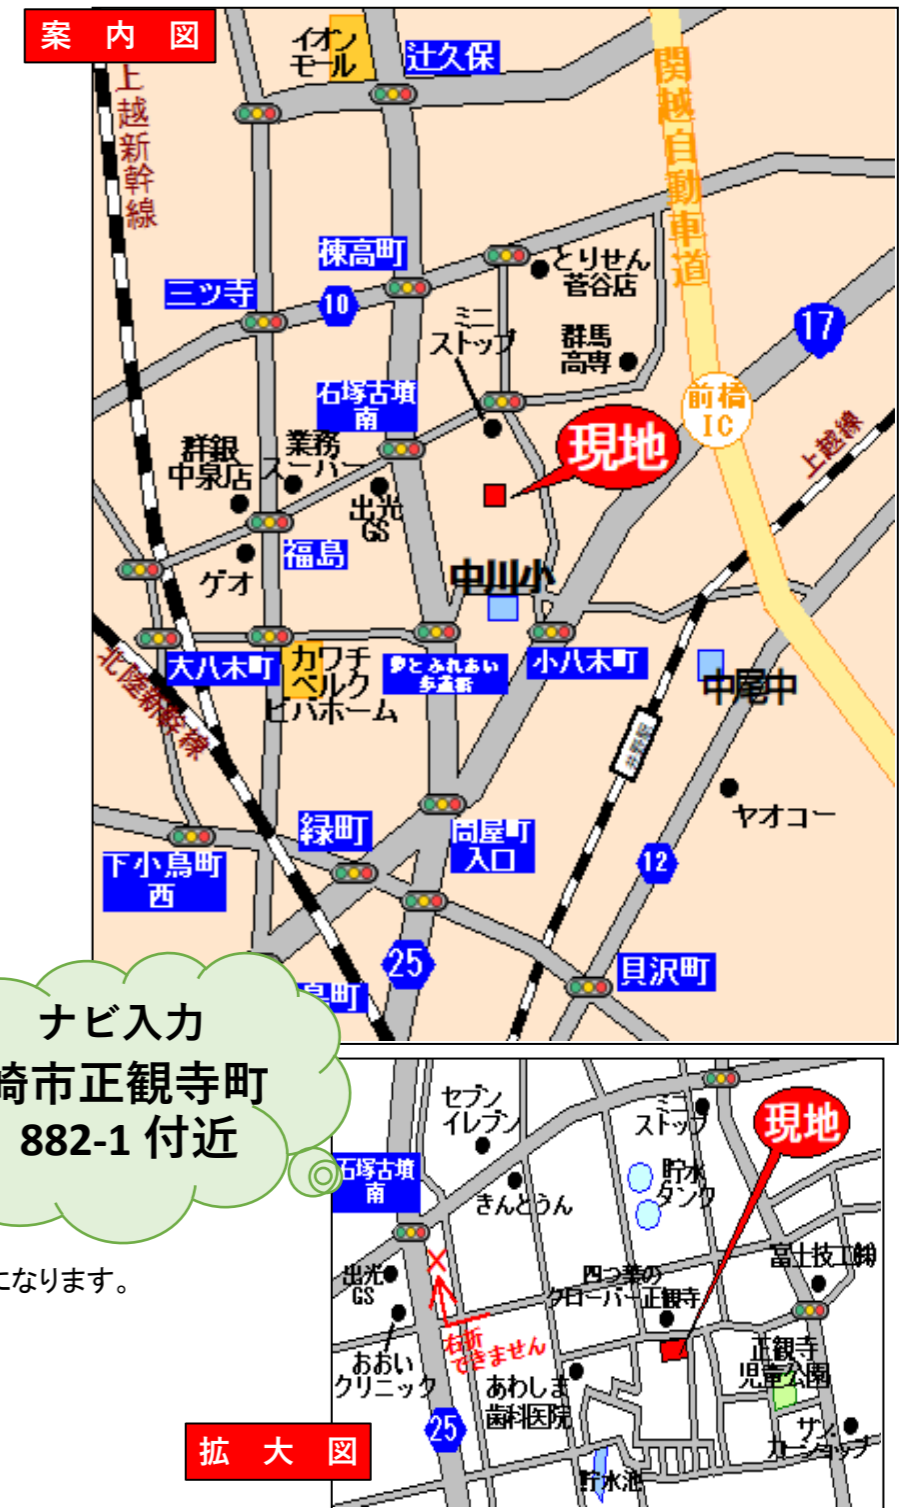 案内図
上越新幹線
イオン
モール
辻久保
関越自動車道
棟高町
とりせん
菅谷店
三ツ寺
10
ミニ
ストップ
群馬
高専
17
石塚古墳
南
前橋
IC
現地
上越線
群銀
中泉店
業務
スーパー
出光
GS
福島
ゲオ
中川小
大八木町
カワチ
ベルク
ビバホーム
夢とふれあい
歩道橋
小八木町
中尾中
北陸新幹線
井野駅
ヤオコー
緑町
問屋町
入口
下小鳥町
西
12
25
貝沢町
鳥町
ナビ入力
崎市正観寺町
882-1 付近
になります。
セブン
イレブン
ミニ
ストップ
現地
石塚古墳
南
きんとうん
貯水
タンク
富士技工㈱
出光
GS
四つ葉の
クローバー正観寺
右折
できません
おおい
クリニック
あわしま
歯科医院
正観寺
児童公園
25
サン
カーショップ
貯水池
拡大図